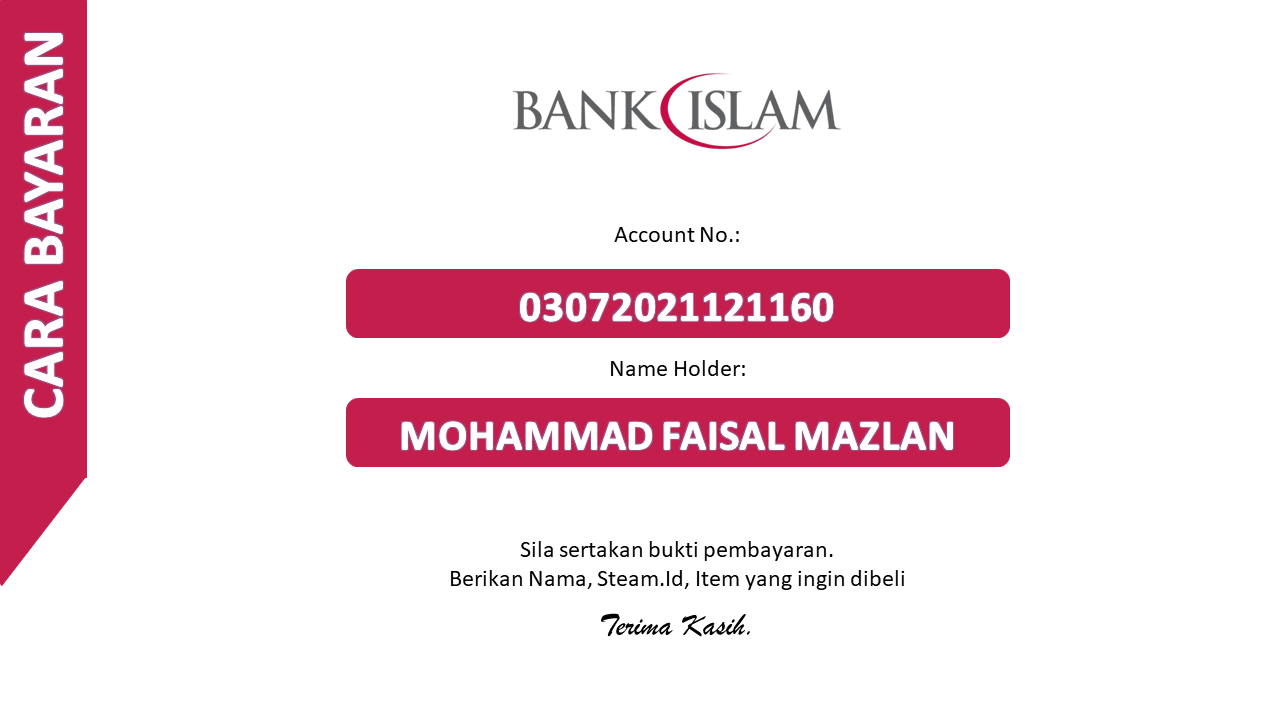 CARA BAYARAN
BANK ISLAM
Account No.:
03072021121160
Name Holder:
MOHAMMAD FAISAL MAZLAN
Sila sertakan bukti pembayaran.
Berikan Nama, Steam.Id, Item yang ingin dibeli
Terima Kasih.